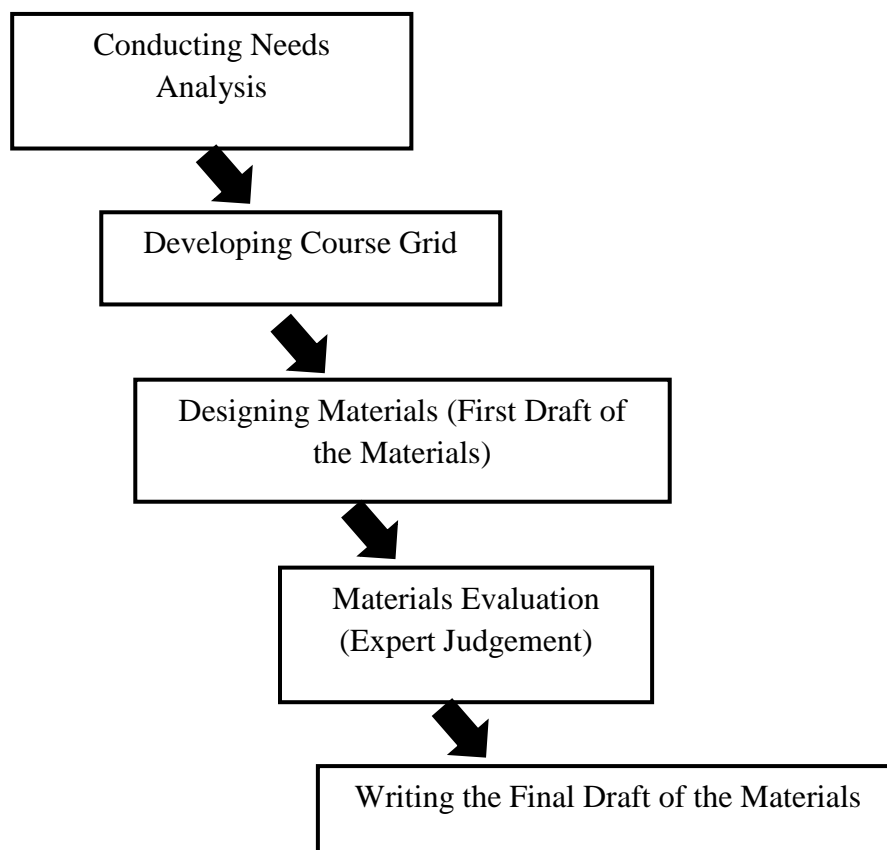 Conducting Needs
Analysis
Developing Course Grid
Designing Materials (First Draft of
the Materials)
Materials Evaluation
(Expert Judgement)
Writing the Final Draft of the Materials